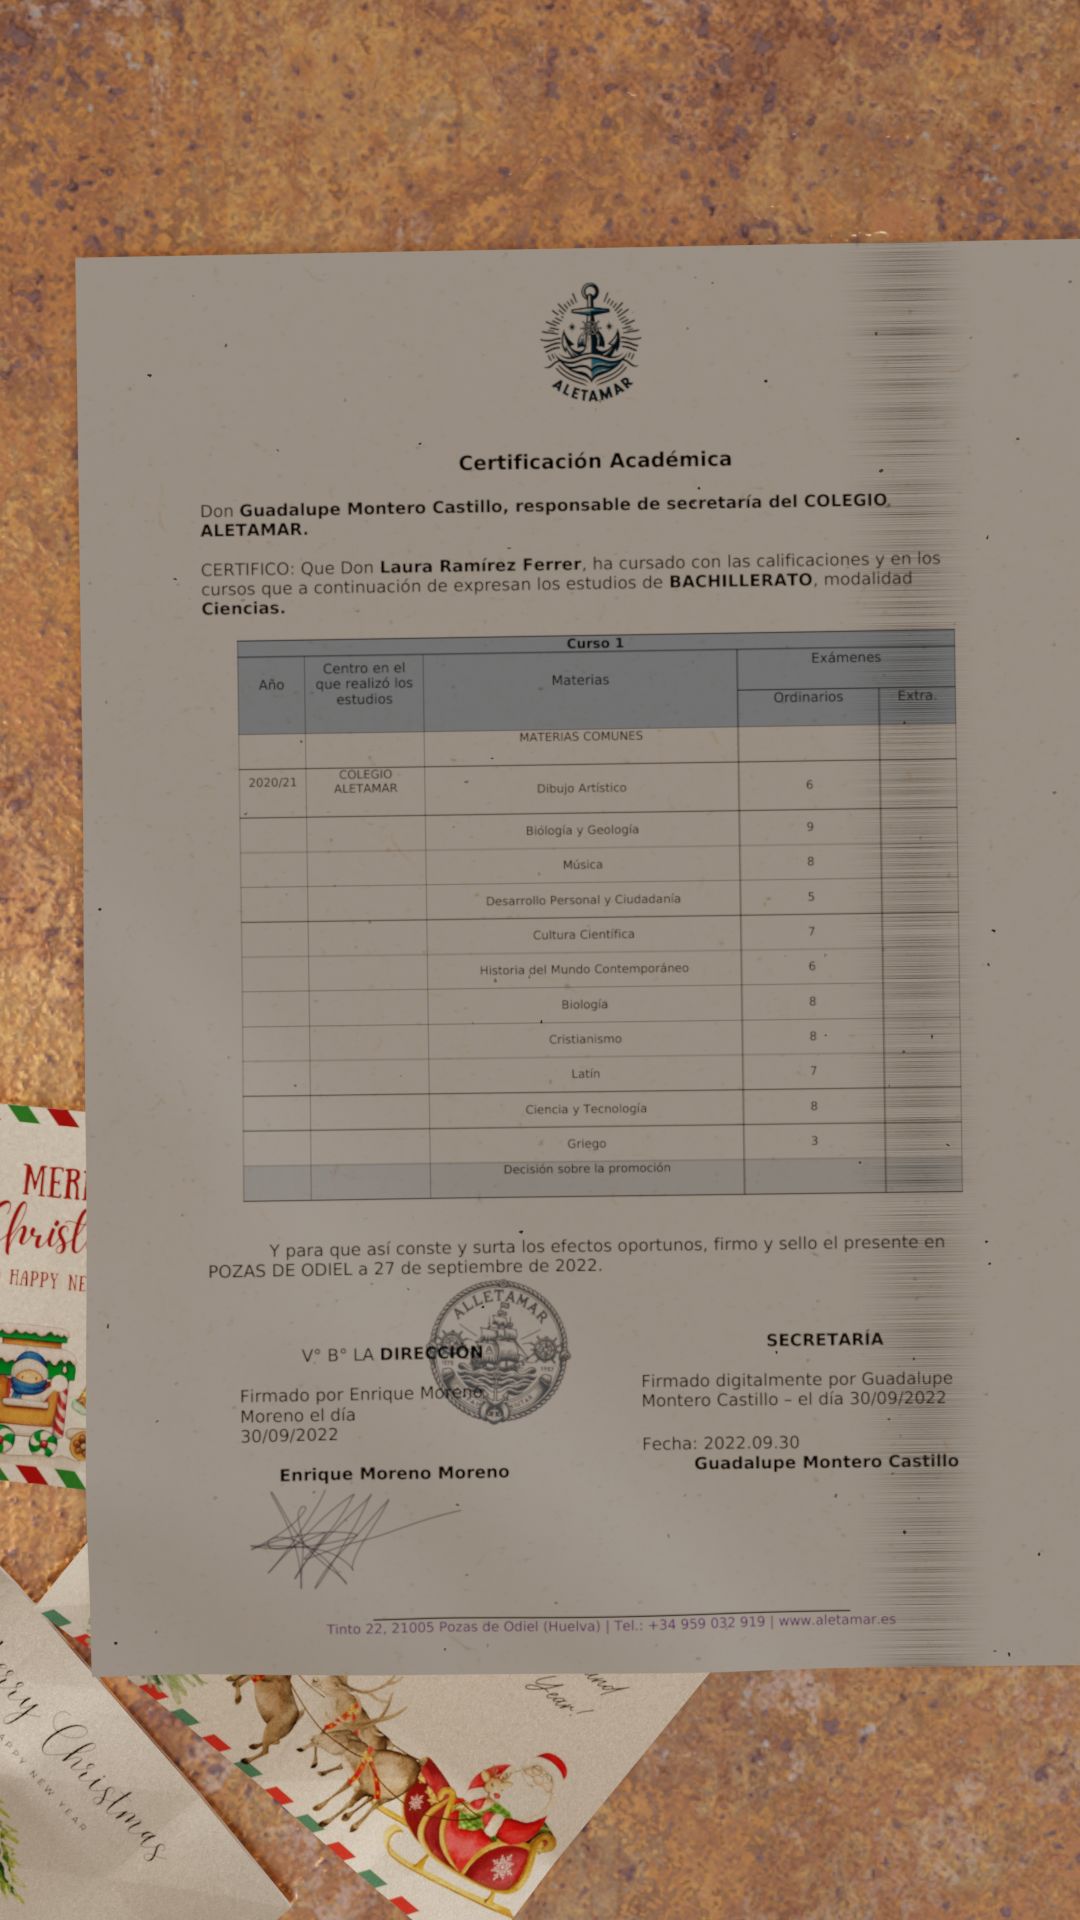 ALETAMAR
Certificación Académica
Don Guadalupe Montero Castillo, responsable de secretaría del COLEGIO
ALETAMAR.
CERTIFICO: Que Don Laura Ramírez Ferrer, ha cursado con las calificaciones y en los
cursos que a continuación de expresan los estudios de BACHILLERATO, modalidad
Ciencias.
Curso 1
Año
Centro en el
que realizó los
estudios
Materias
Exámenes
Ordinarios
Extra.
MATERIAS COMUNES
2020/21
COLEGIO
ALETAMAR
Dibujo Artístico 6
Biología y Geología 9
Música 8
Desarrollo Personal y Ciudadanía 5
Cultura Científica 7
Historia del Mundo Contemporáneo 6
Biología 8
Cristianismo 8
Latín 7
Ciencia y Tecnología 8
Griego 3
Decisión sobre la promoción
Y para que así conste y surta los efectos oportunos, firmo y sello el presente en
POZAS DE ODIEL a 27 de septiembre de 2022.
ALLETAMAR
Vº Bº LA DIRECCIÓN
Firmado por Enrique Moreno
Moreno el día
30/09/2022
Enrique Moreno Moreno
SECRETARÍA
Firmado digitalmente por Guadalupe
Montero Castillo – el día 30/09/2022
Fecha: 2022.09.30
Guadalupe Montero Castillo
Tinto 22, 21005 Pozas de Odiel (Huelva) | Tel.: +34 959 032 919 | www.aletamar.es
HAPPY
Christmas
HAPPY NEW YEAR
and
Year!